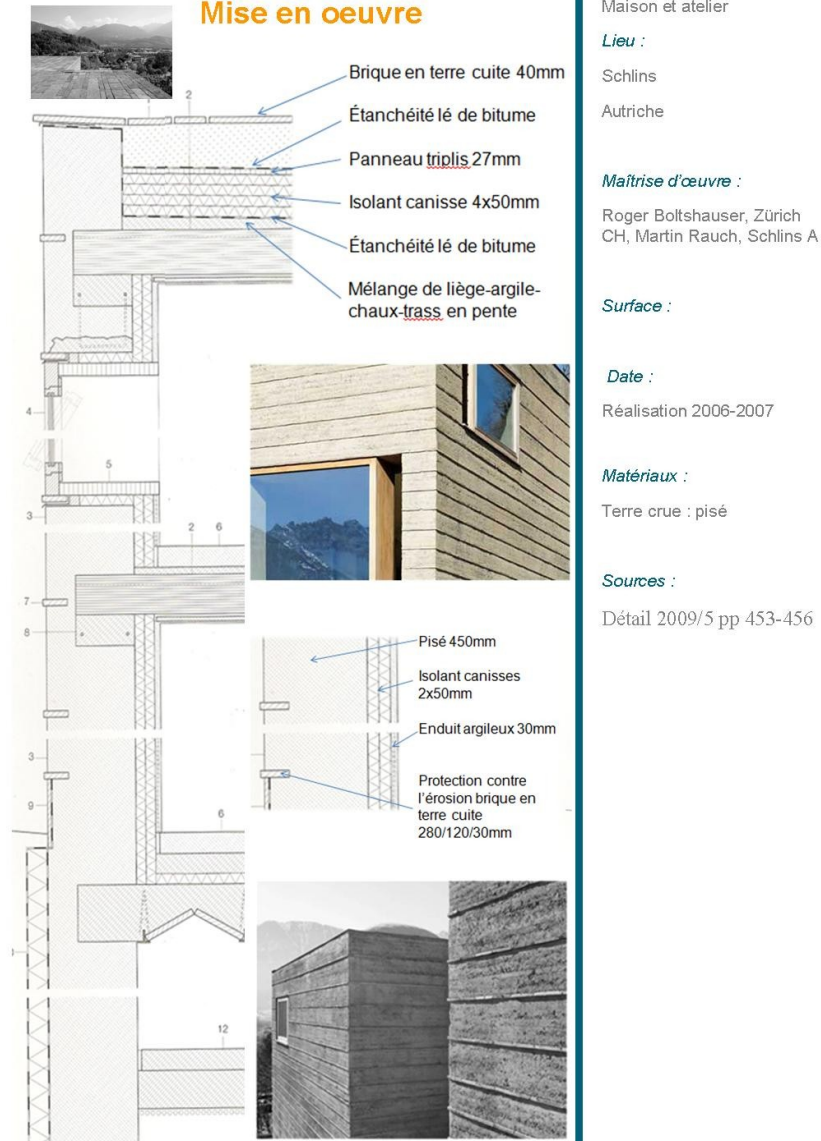 Mise en oeuvre
1
2
Brique en terre cuite 40mm
Étanchéité lé de bitume
Panneau triplis 27mm
Isolant canisse 4x50mm
Étanchéité lé de bitume
Mélange de liège-argile-
chaux-trass en pente
4
5
3
2 6
7
8
Pisé 450mm
Isolant canisses
2x50mm
Enduit argileux 30mm
Protection contre
l'érosion brique en
terre cuite
280/120/30mm
3
9
6
12
Maison et atelier
Lieu :
Schlins
Autriche
Maîtrise d'œuvre :
Roger Boltshauser, Zürich
CH, Martin Rauch, Schlins A
Surface :
Date :
Réalisation 2006-2007
Matériaux :
Terre crue : pisé
Sources :
Détail 2009/5 pp 453-456